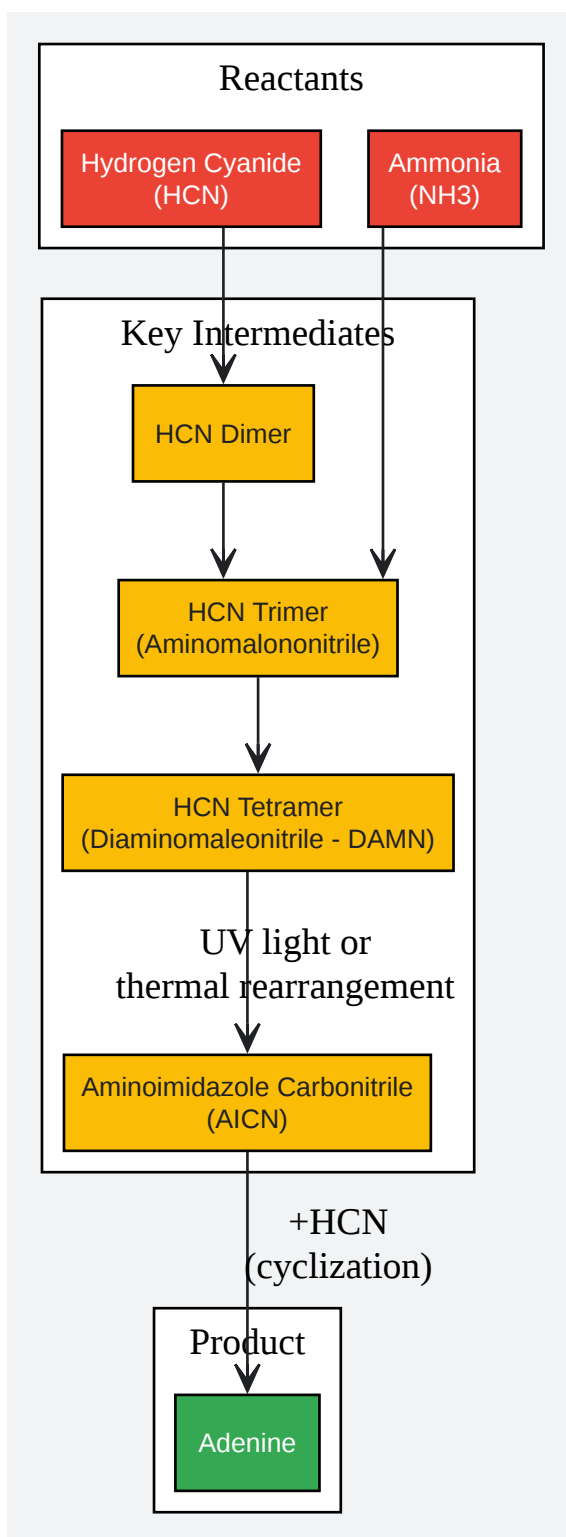 Reactants
Hydrogen Cyanide
(HCN)
Ammonia
(NH3)
Key Intermediates
HCN Dimer
HCN Trimer
(Aminomalononitrile)
HCN Tetramer
(Diaminomaleonitrile - DAMN)
UV light or
thermal rearrangement
Aminoimidazole Carbonitrile
(AICN)
+HCN
(cyclization)
Product
Adenine